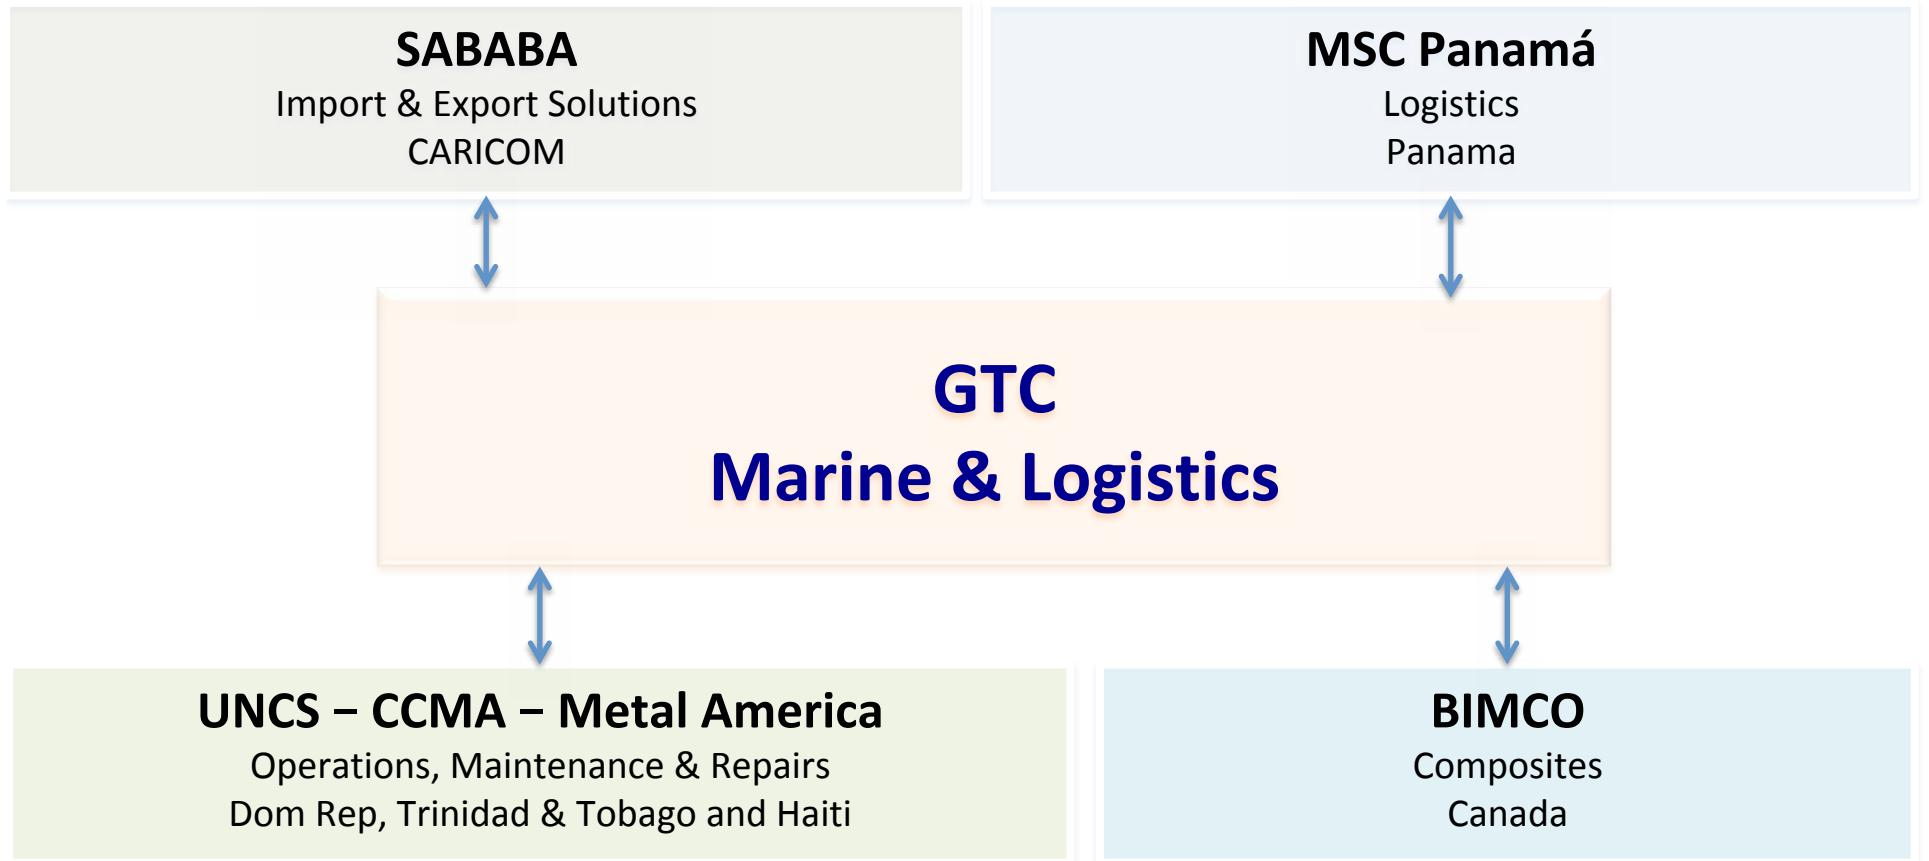 SABABA
Import & Export Solutions
CARICOM
MSC Panamá
Logistics
Panama
GTC
Marine & Logistics
UNCS – CCMA – Metal America
Operations, Maintenance & Repairs
Dom Rep, Trinidad & Tobago and Haiti
BIMCO
Composites
Canada